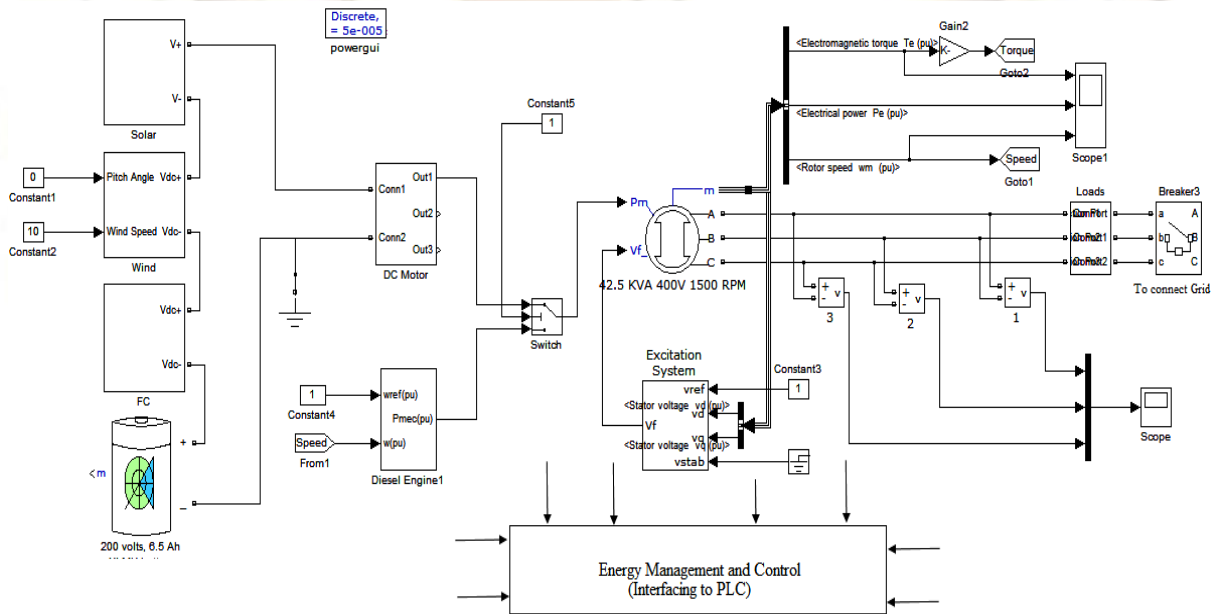 Discrete,
= 5e-005
powergui
V+
V-
Solar
0
Constant1
Pitch Angle Vdc+
10
Constant2
Wind Speed Vdc-
Wind
Vdc+
Vdc-
FC
+
<m
_
200 volts, 6.5 Ah
Conn1
Conn2
Out1
Out2
Out3
DC Motor
Constant5
1
Switch
1
Constant4
Speed
From1
wref(pu)
w(pu)
Pmec(pu)
Diesel Engine1
Pm
Vf_
m
A
B
C
42.5 KVA 400V 1500 RPM
<Electromagnetic torque Te (pu)>
<Electrical power Pe (pu)>
<Rotor speed wm (pu)>
Gain2
K-
Torque
Goto2
Speed
Goto1
Scope1
Loads
Breaker3
a A
b B
c C
To connect Grid
+
-
v
3
+
-
v
2
+
-
v
1
Scope
Excitation
System
Constant3
1
vref
<Stator voltage vd (pu)>
vd
Vf
vq
<Stator voltage vq (pu)>
vstab
Energy Management and Control
(Interfacing to PLC)